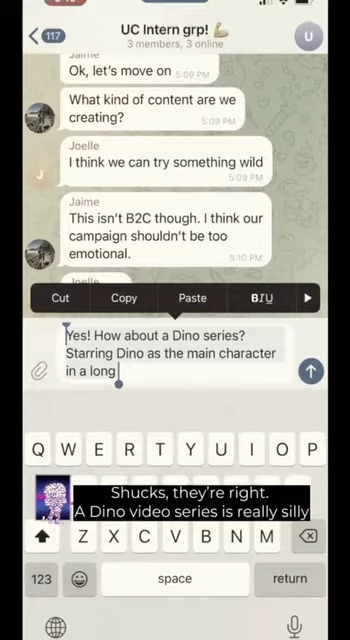 117
UC Intern grp! 💪
3 members, 3 online
U
Jaime
Ok, let's move on 5:09 PM
What kind of content are we
creating? 5:09 PM
Joelle
I think we can try something wild
5:09 PM
J
Jaime
This isn't B2C though. I think our
campaign shouldn't be too
emotional. 5:10 PM
Joelle
Cut Copy Paste BIU ▶
Yes! How about a Dino series?
Starring Dino as the main character
in a long
Q W E R T Y U I O P
Shucks, they're right.
A Dino video series is really silly
Z X C V B N M
123 space return